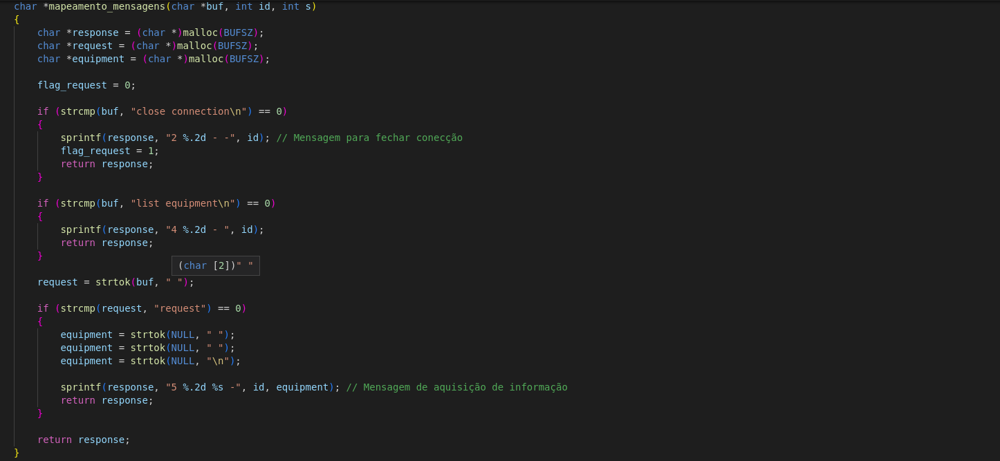 char *mapeamento_mensagens(char *buf, int id, int s)
{
    char *response = (char *)malloc(BUFSZ);
    char *request = (char *)malloc(BUFSZ);
    char *equipment = (char *)malloc(BUFSZ);

    flag_request = 0;

    if (strcmp(buf, "close connection\n") == 0)
    {
        sprintf(response, "2 %.2d - -", id); // Mensagem para fechar conecção
        flag_request = 1;
        return response;
    }

    if (strcmp(buf, "list equipment\n") == 0)
    {
        sprintf(response, "4 %.2d - ", id);
        return response;
    }
(char [2])" "
    request = strtok(buf, " ");

    if (strcmp(request, "request") == 0)
    {
        equipment = strtok(NULL, " ");
        equipment = strtok(NULL, " ");
        equipment = strtok(NULL, "\n");

        sprintf(response, "5 %.2d %s -", id, equipment); // Mensagem de aquisição de informação
        return response;
    }

    return response;
}